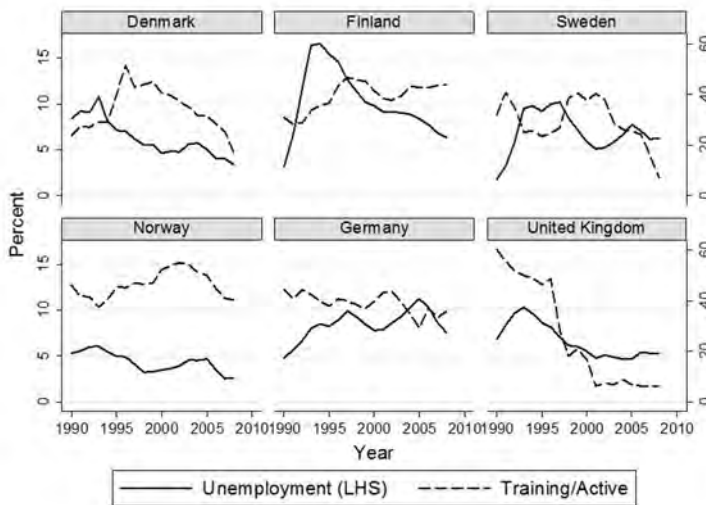 Denmark Finland Sweden
15
10
5
0
60
40
20
0
Norway Germany United Kingdom
15
10
5
0
60
40
20
0
Percent
1990 1995 2000 2005 2010 1990 1995 2000 2005 2010 1990 1995 2000 2005 2010
Year
Unemployment (LHS) Training/Active